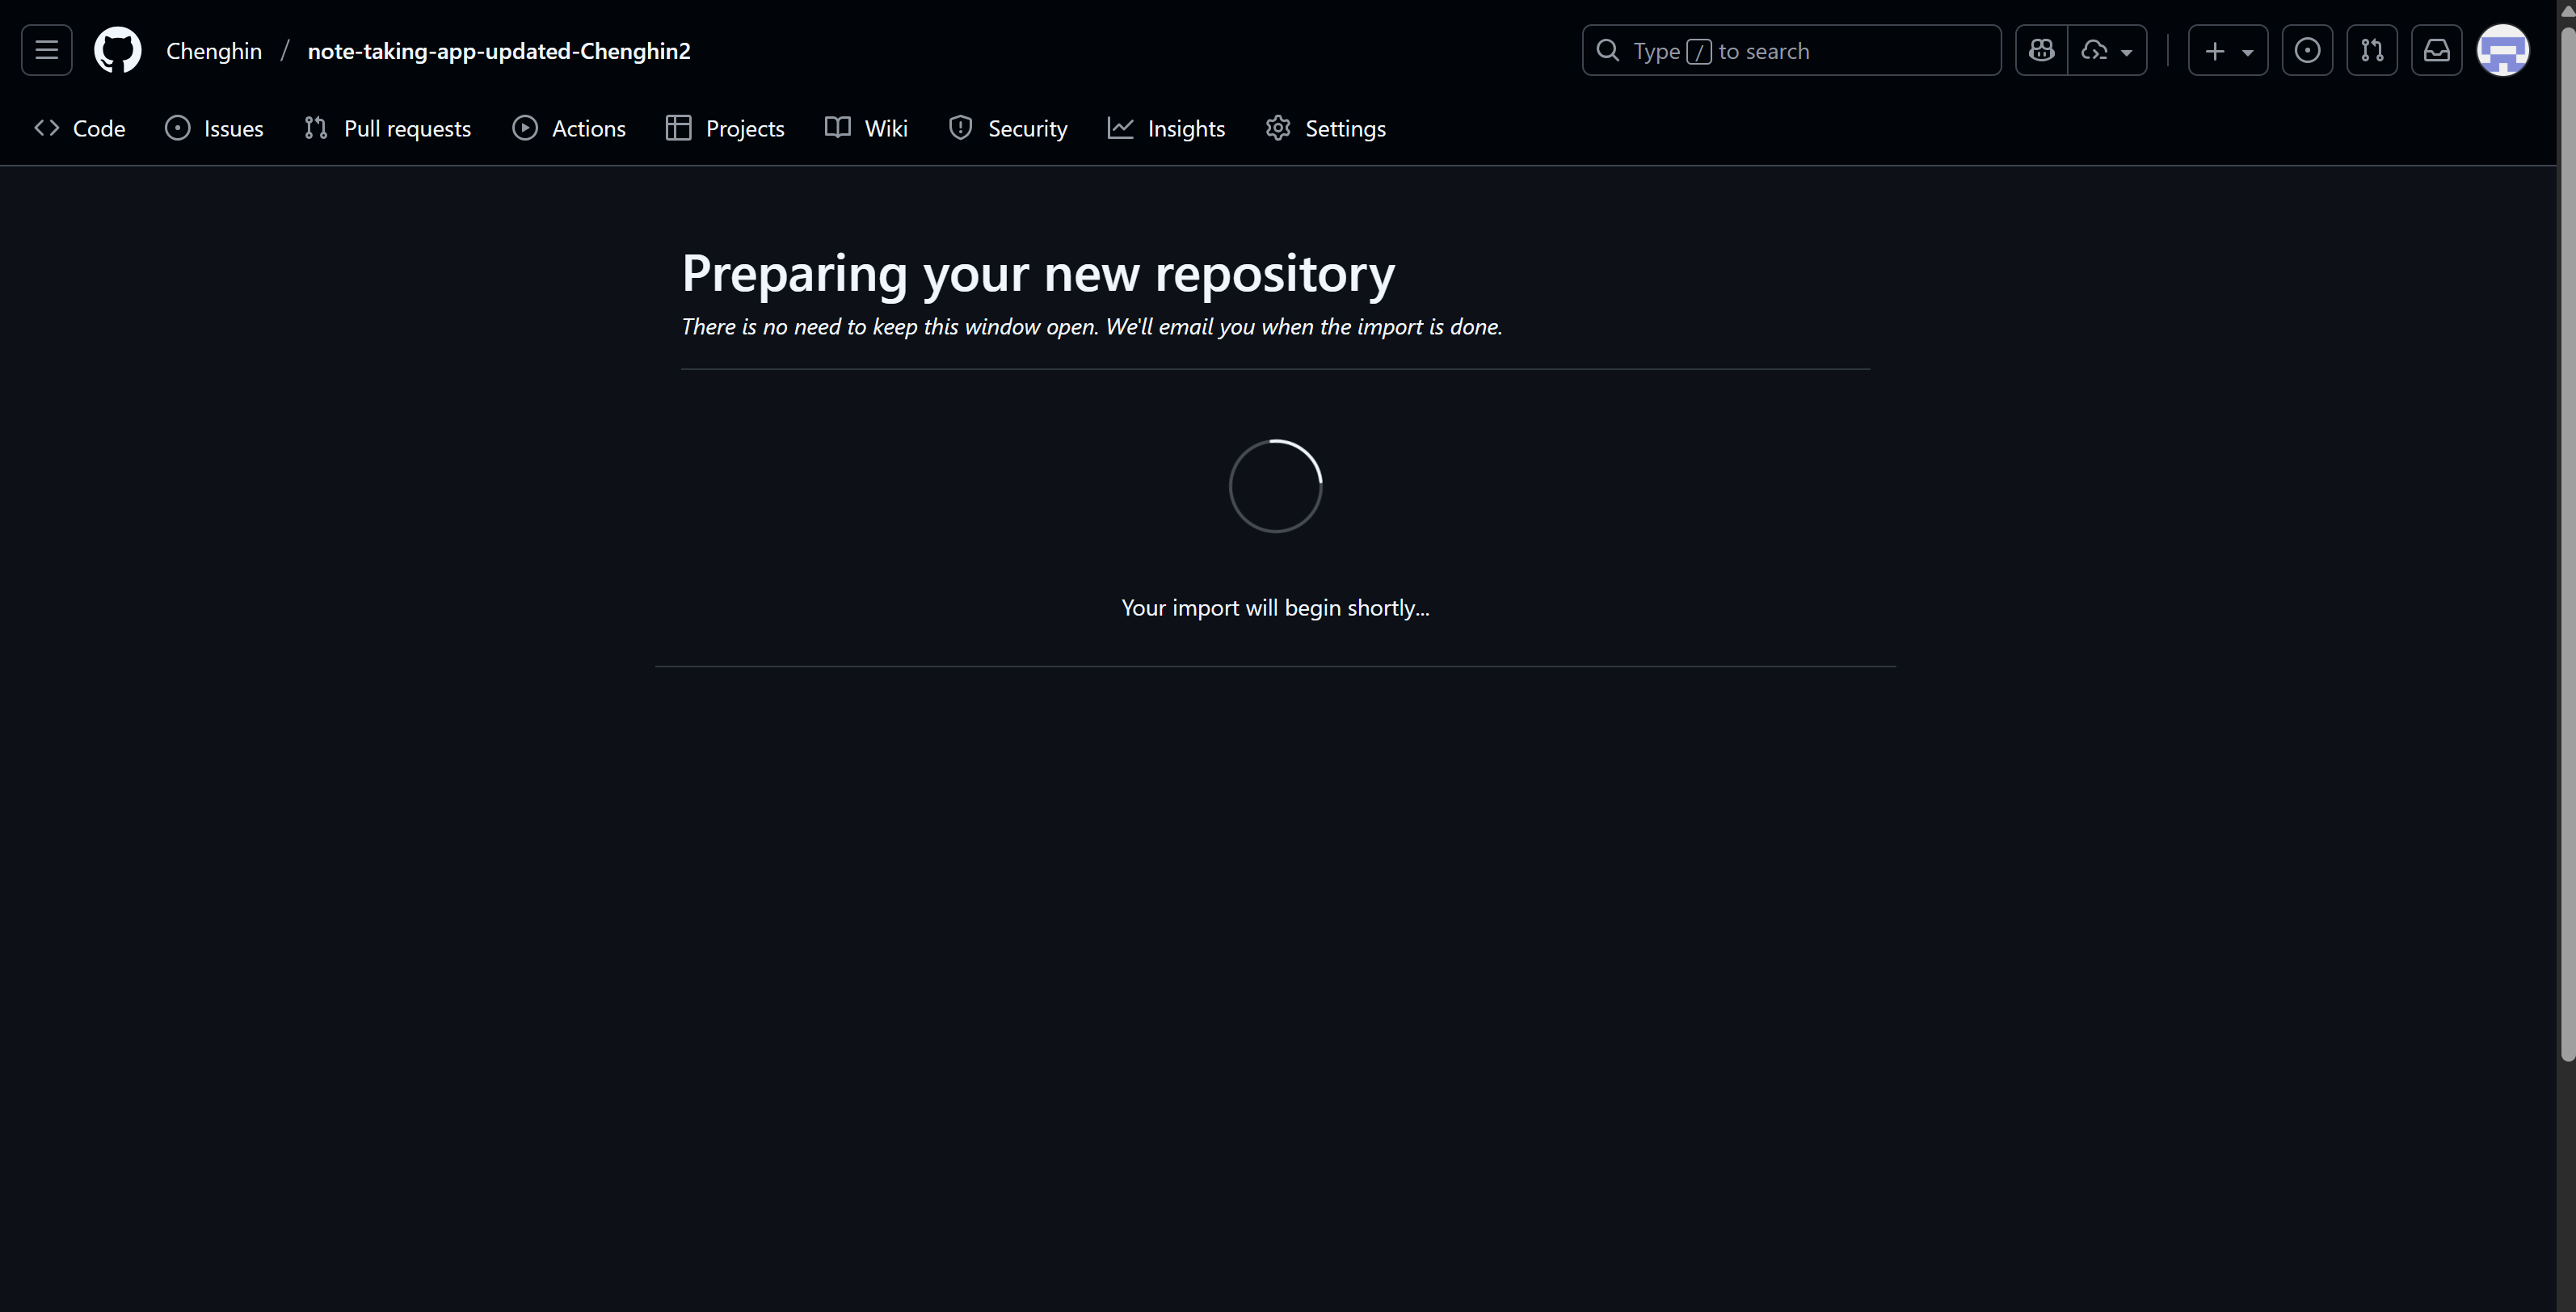 Chenghin / note-taking-app-updated-Chenghin2
Type / to search
Code Issues Pull requests Actions Projects Wiki Security Insights Settings
Preparing your new repository
There is no need to keep this window open. We'll email you when the import is done.
Your import will begin shortly...